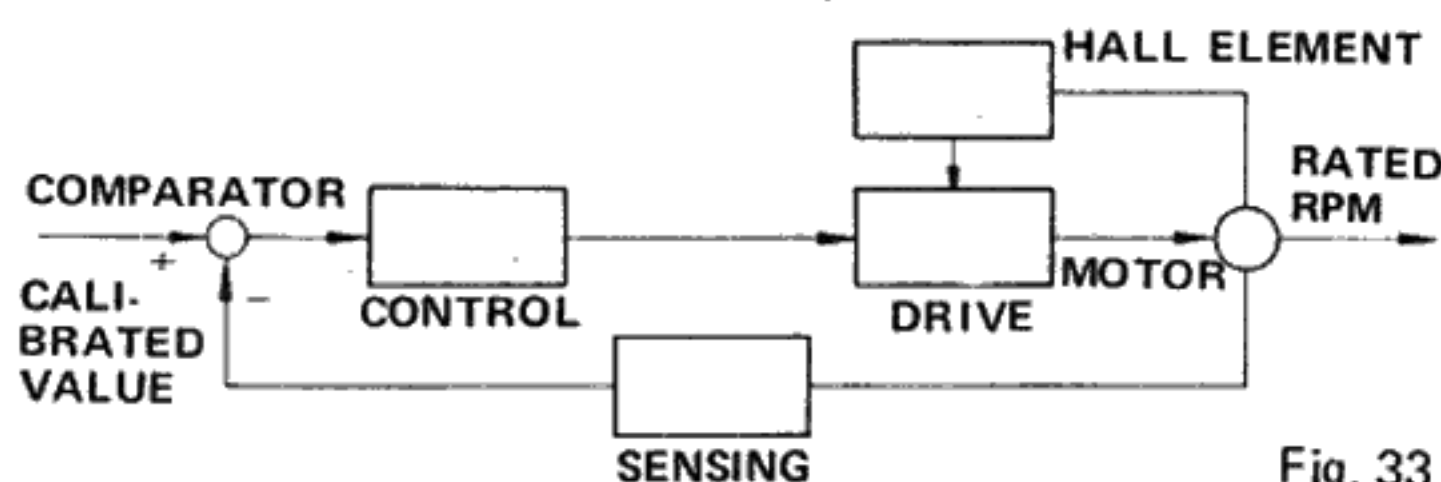 HALL ELEMENT
COMPARATOR
RATED
RPM
+
CALI-
BRATED
VALUE
−
CONTROL
DRIVE
MOTOR
SENSING
Fig. 33